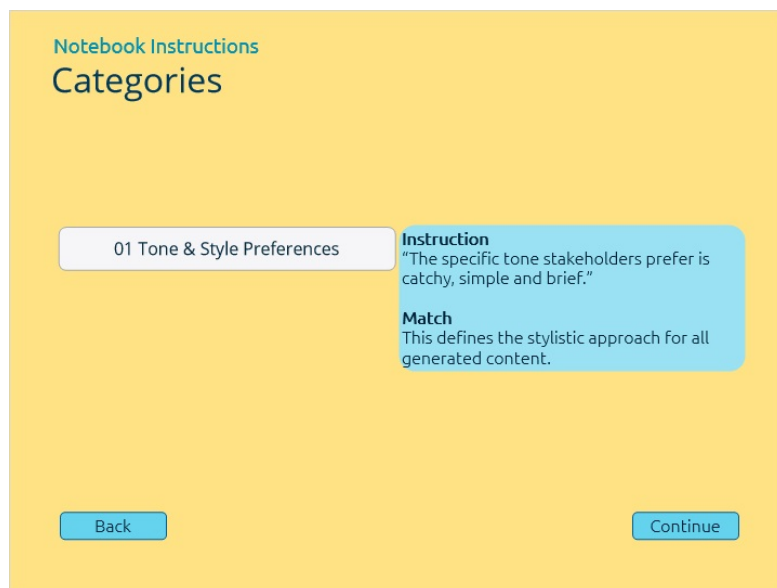 Notebook Instructions
Categories
01 Tone & Style Preferences
Instruction
“The specific tone stakeholders prefer is
catchy, simple and brief.”
Match
This defines the stylistic approach for all
generated content.
Back
Continue